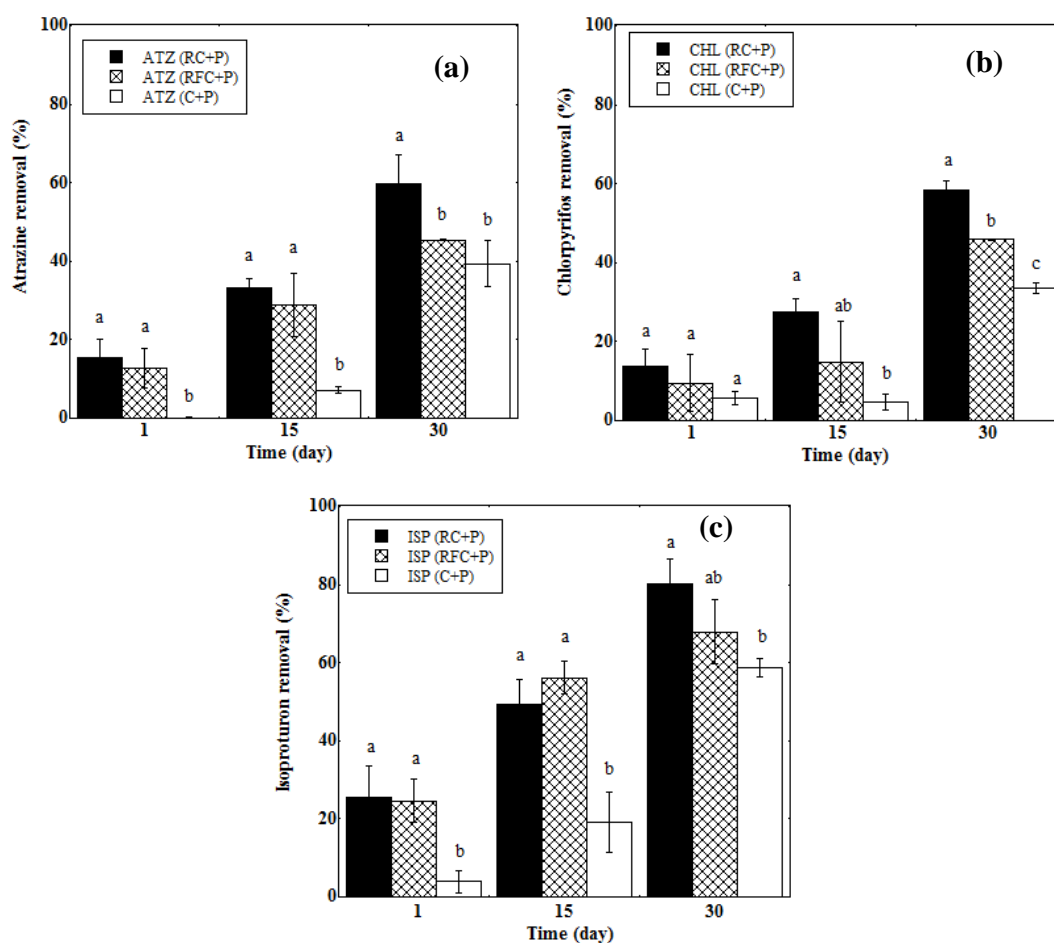 100
80
60
40
20
0
Atrazine removal (%)
ATZ (RC+P)
ATZ (RFC+P)
ATZ (C+P)
(a)
a
a
b
a
a
b
a
b
b
1
15
30
Time (day)
100
80
60
40
20
0
Chlorpyrifos removal (%)
CHL (RC+P)
CHL (RFC+P)
CHL (C+P)
(b)
a
a
a
a
ab
b
a
b
c
1
15
30
Time (day)
100
80
60
40
20
0
Isoproturon removal (%)
ISP (RC+P)
ISP (RFC+P)
ISP (C+P)
(c)
a
a
b
a
a
b
a
ab
b
1
15
30
Time (day)